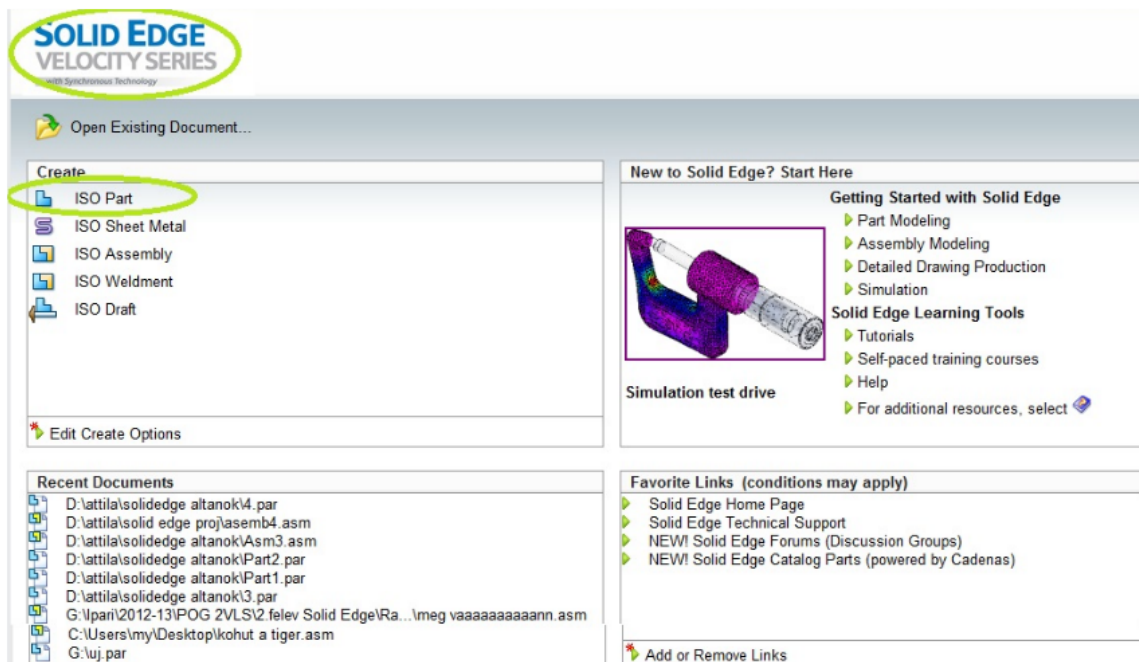 SOLID EDGE
VELOCITY SERIES
with Synchronous Technology
Open Existing Document...
Create
ISO Part
ISO Sheet Metal
ISO Assembly
ISO Weldment
ISO Draft
Edit Create Options
New to Solid Edge? Start Here
Getting Started with Solid Edge
Part Modeling
Assembly Modeling
Detailed Drawing Production
Simulation
Solid Edge Learning Tools
Tutorials
Self-paced training courses
Help
For additional resources, select
Simulation test drive
Recent Documents
D:\attila\solidedge altanok\4.par
D:\attila\solid edge proj\asemb4.asm
D:\attila\solidedge altanok\Asm3.asm
D:\attila\solidedge altanok\Part2.par
D:\attila\solidedge altanok\Part1.par
D:\attila\solidedge altanok\3.par
G:\Ipari\2012-13\POG 2VLS\2.felev Solid Edge\Ra...\meg vaaaaaaaaaann.asm
C:\Users\my\Desktop\kohut a tiger.asm
G:\uj.par
Favorite Links (conditions may apply)
Solid Edge Home Page
Solid Edge Technical Support
NEW! Solid Edge Forums (Discussion Groups)
NEW! Solid Edge Catalog Parts (powered by Cadenas)
Add or Remove Links